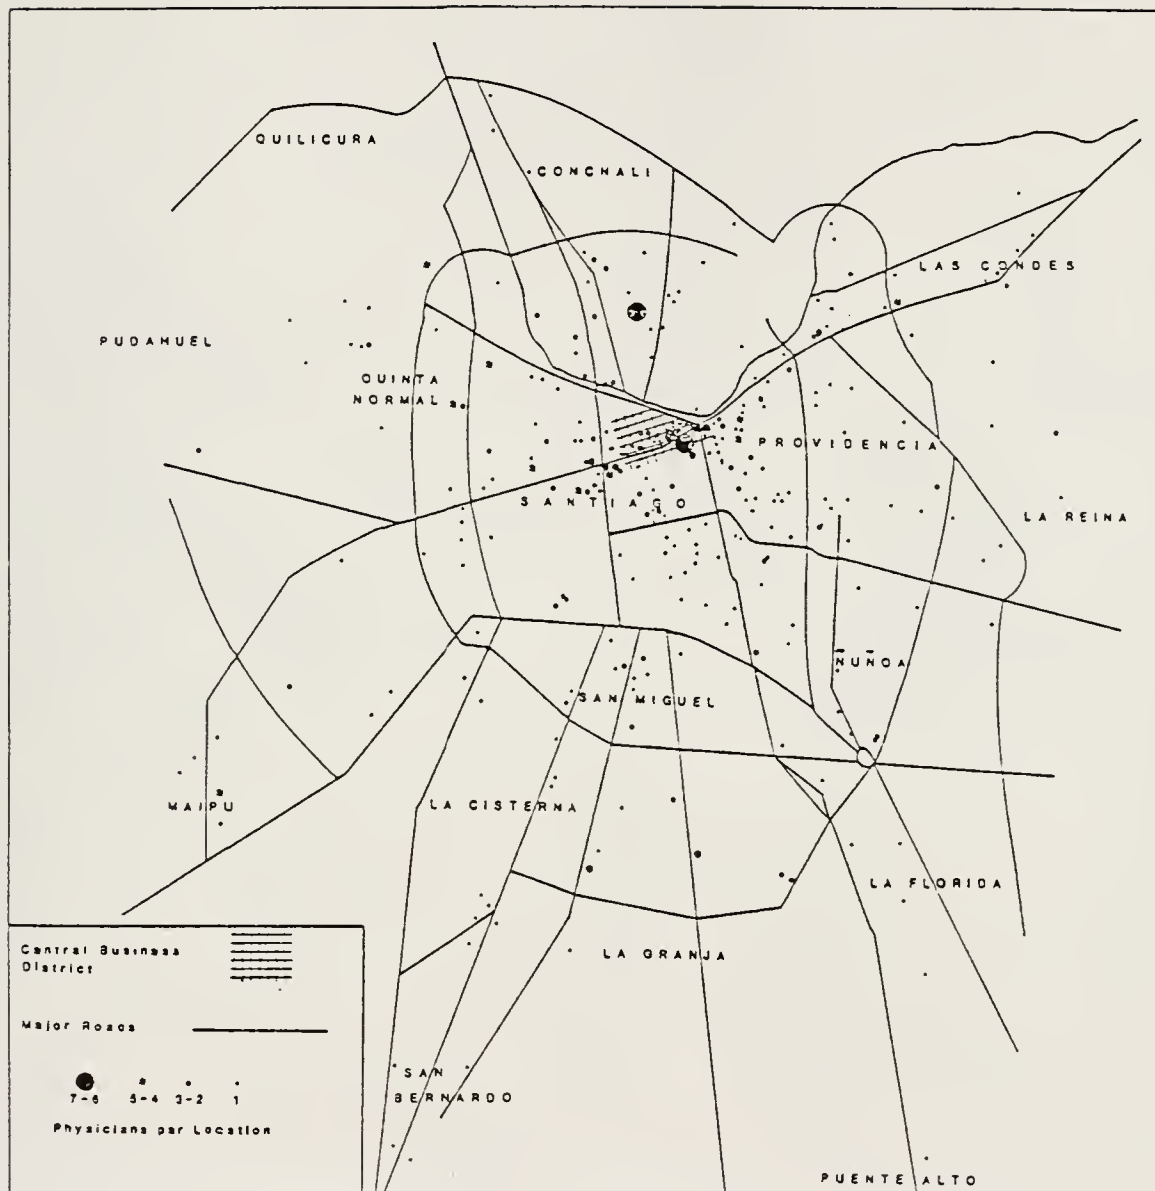 QUILICURA
CONCHALI
LAS CONDES
PUDAHUEL
QUINTA
NORMAL
PROVIDENCIA
SANTIAGO
LA REINA
ÑUÑOA
SAN MIGUEL
MAIPU
LA CISTERNA
LA FLORIDA
LA GRANJA
SAN
BERNARDO
PUENTE ALTO
Central Business
District
Major Roads
7-6 5-4 3-2 1
Physicians per Location